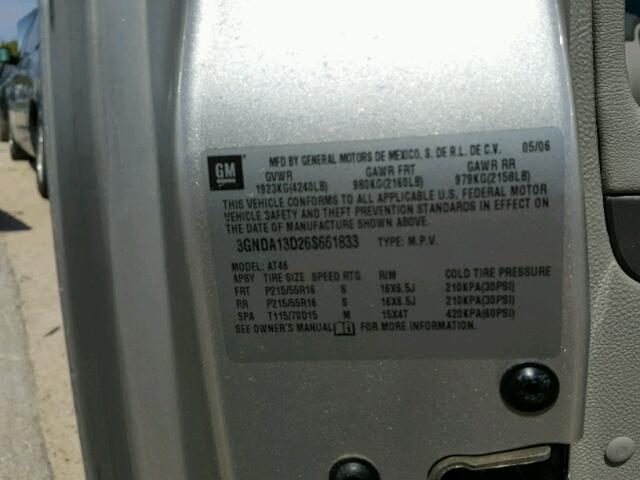 GM
MFD BY GENERAL MOTORS DE MEXICO, S. DE R.L. DE C.V. 05/06
GVWR GAWR FRT GAWR RR
1923KG(4240LB) 980KG(2160LB) 979KG(2158LB)
THIS VEHICLE CONFORMS TO ALL APPLICABLE U.S. FEDERAL MOTOR
VEHICLE SAFETY AND THEFT PREVENTION STANDARDS IN EFFECT ON
THE DATE OF MANUFACTURE SHOWN ABOVE.
3GNDA13D26S651833 TYPE: M.P.V.
MODEL: AT46
APBY TIRE SIZE SPEED RTG RIM COLD TIRE PRESSURE
FRT P215/55R16 S 16X6.5J 210KPA(30PSI)
RR P215/55R16 S 16X6.5J 210KPA(30PSI)
SPA T115/70D15 M 15X4T 420KPA(60PSI)
SEE OWNER'S MANUAL FOR MORE INFORMATION.